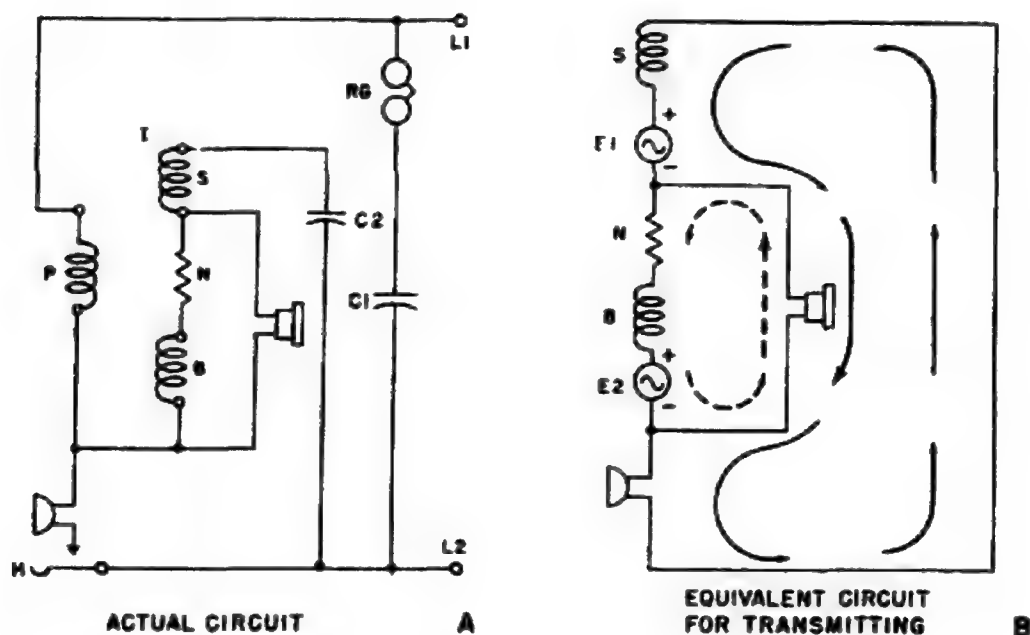 L1
RG
T
S
C2
P
N
C1
B
H
L2
ACTUAL CIRCUIT A
S
+
E1
-
N
B
+
E2
-
EQUIVALENT CIRCUIT
FOR TRANSMITTING B